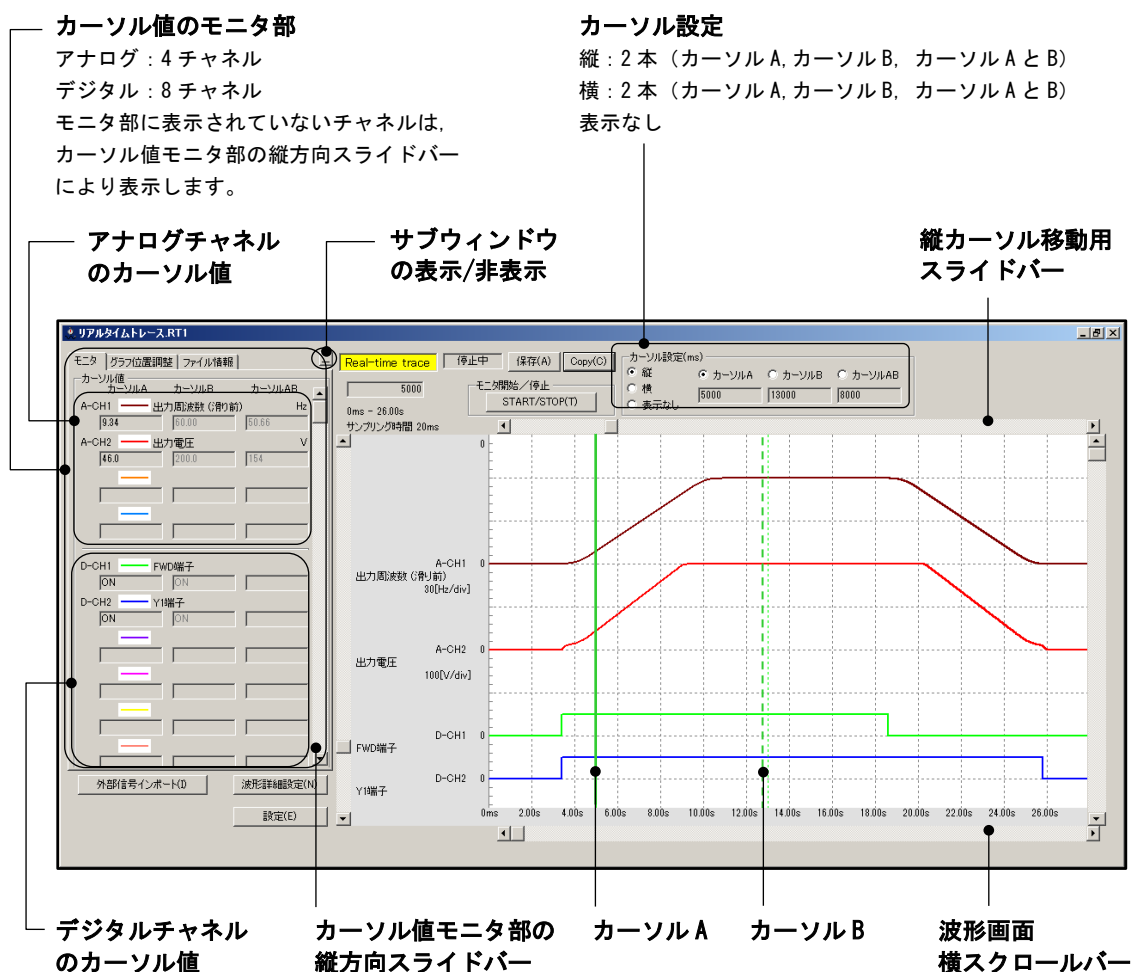 カーソル値のモニタ部
アナログ：4 チャネル
デジタル：8 チャネル
モニタ部に表示されていないチャネルは,
カーソル値モニタ部の縦方向スライドバー
により表示します。
カーソル設定
縦：2 本（カーソル A, カーソル B, カーソル A と B）
横：2 本（カーソル A, カーソル B, カーソル A と B）
表示なし
アナログチャネル
のカーソル値
サブウィンドウ
の表示/非表示
縦カーソル移動用
スライドバー
リアルタイムトレース.RT1
モニタ グラフ位置調整 ファイル情報
Real-time trace 停止中 保存(A) Copy(C)
カーソル設定(ms)
縦 カーソルA カーソルB カーソルAB
横 5000 13000 8000
表示なし
5000
モニタ開始／停止
START/STOP(T)
0ms - 26.00s
サンプリング時間 20ms
カーソル値
カーソルA カーソルB カーソルAB
A-CH1 出力周波数（滑り前） Hz
9.34 60.00 50.66
A-CH2 出力電圧 V
46.0 200.0 154
D-CH1 FWD端子
ON ON
D-CH2 Y1端子
ON ON
外部信号インポート(I) 波形詳細設定(N)
設定(E)
0
A-CH1 0
出力周波数（滑り前）
30[Hz/div]
A-CH2 0
出力電圧
100[V/div]
D-CH1 0
FWD端子
D-CH2 0
Y1端子
0ms 2.00s 4.00s 6.00s 8.00s 10.00s 12.00s 14.00s 16.00s 18.00s 20.00s 22.00s 24.00s 26.00s
デジタルチャネル
のカーソル値
カーソル値モニタ部の
縦方向スライドバー
カーソル A
カーソル B
波形画面
横スクロールバー